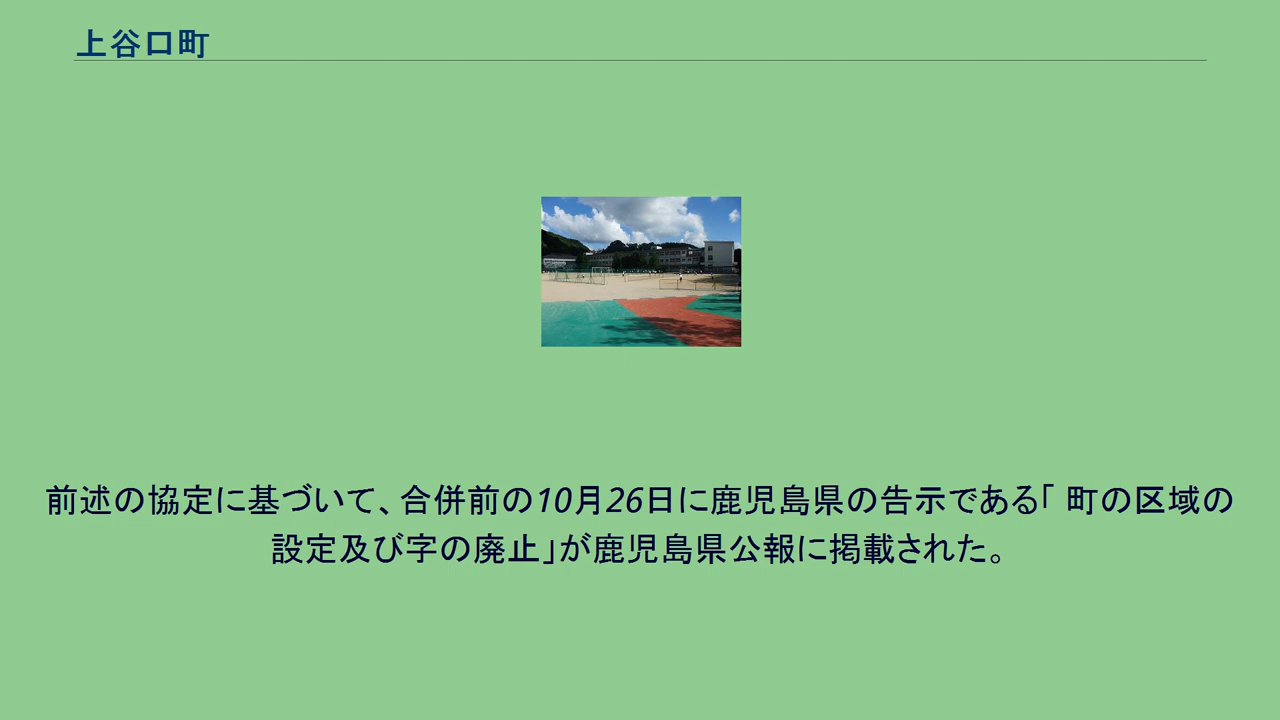 上谷口町
前述の協定に基づいて、合併前の10月26日に鹿児島県の告示である「 町の区域の
設定及び字の廃止」が鹿児島県公報に掲載された。